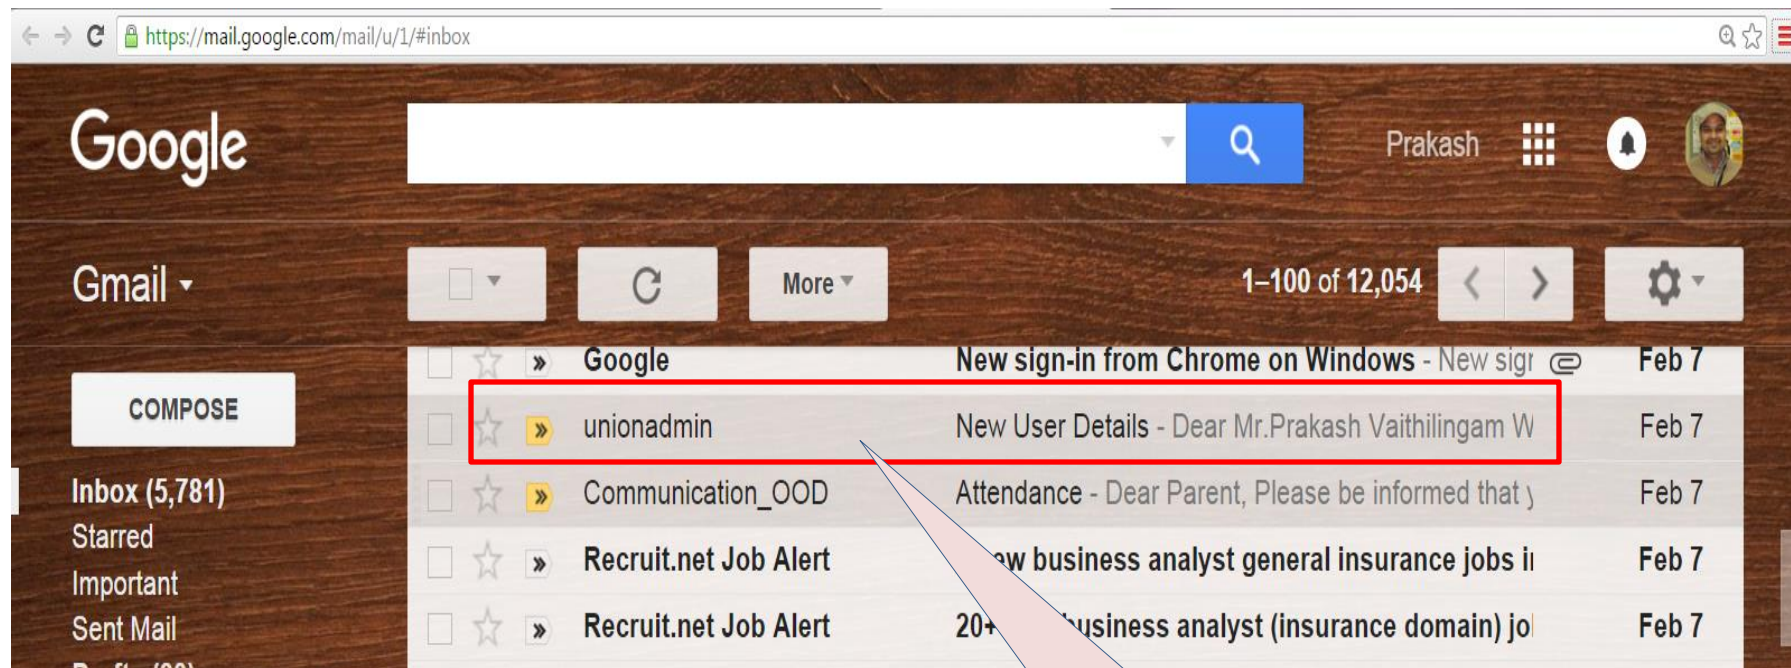 https://mail.google.com/mail/u/1/#inbox
Google Prakash
Gmail More 1–100 of 12,054
Google New sign-in from Chrome on Windows - New Feb 7
COMPOSE
unionadmin New User Details - Dear Mr.Prakash Vaithilingam W Feb 7
Inbox (5,781)
Communication_OOD Attendance - Dear Parent, Please be informed that Feb 7
Starred
Recruit.net Job Alert business analyst general insurance jobs Feb 7
Important
Sent Mail
Recruit.net Job Alert 20+ business analyst (insurance domain) Feb 7